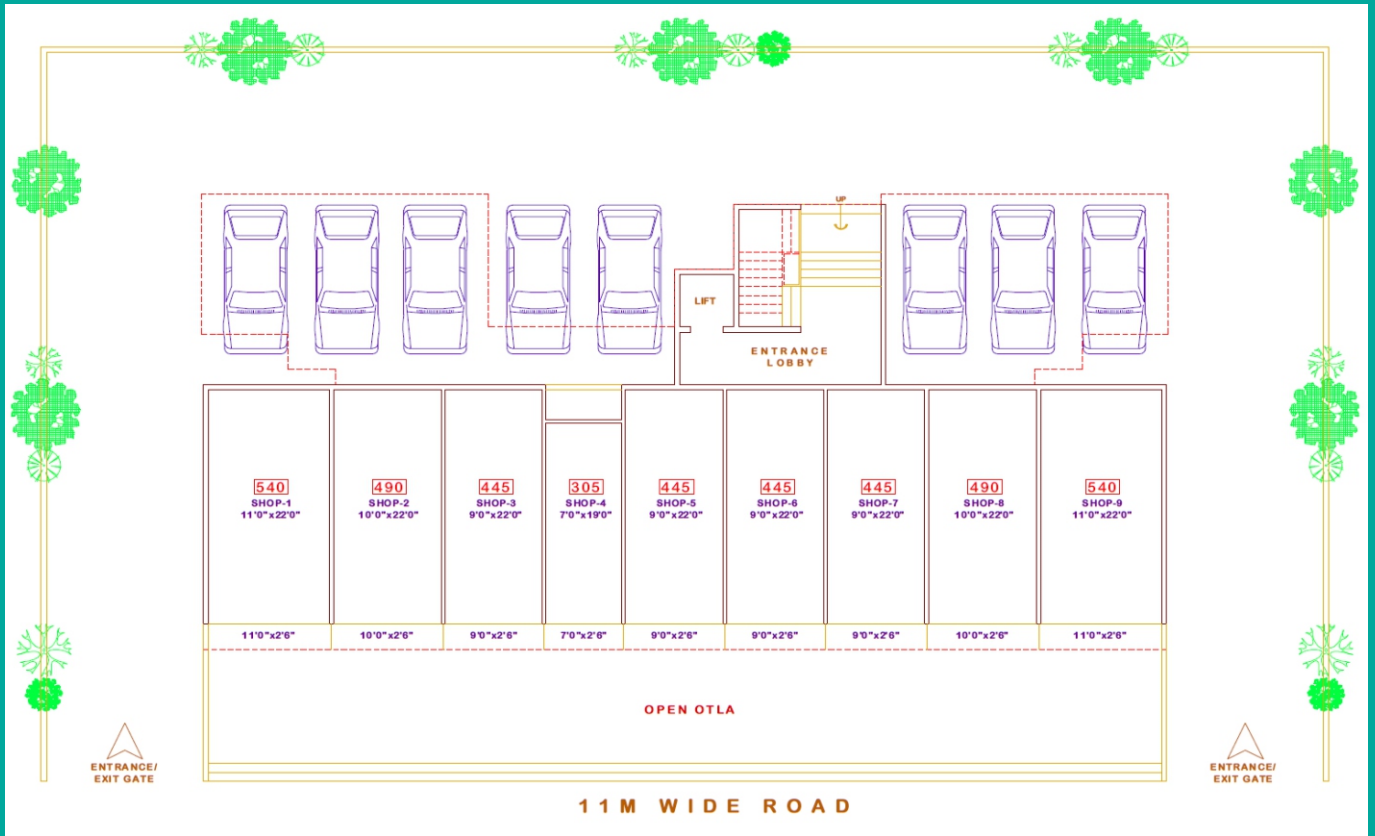 UP
LIFT
ENTRANCE
LOBBY
540
SHOP-1
11'0"x22'0"
490
SHOP-2
10'0"x22'0"
445
SHOP-3
9'0"x22'0"
305
SHOP-4
7'0"x19'0"
445
SHOP-5
9'0"x22'0"
445
SHOP-6
9'0"x22'0"
445
SHOP-7
9'0"x22'0"
490
SHOP-8
10'0"x22'0"
540
SHOP-9
11'0"x22'0"
11'0"x2'6"
10'0"x2'6"
9'0"x2'6"
7'0"x2'6"
9'0"x2'6"
9'0"x2'6"
9'0"x2'6"
10'0"x2'6"
11'0"x2'6"
OPEN OTLA
ENTRANCE/
EXIT GATE
ENTRANCE/
EXIT GATE
11M WIDE ROAD